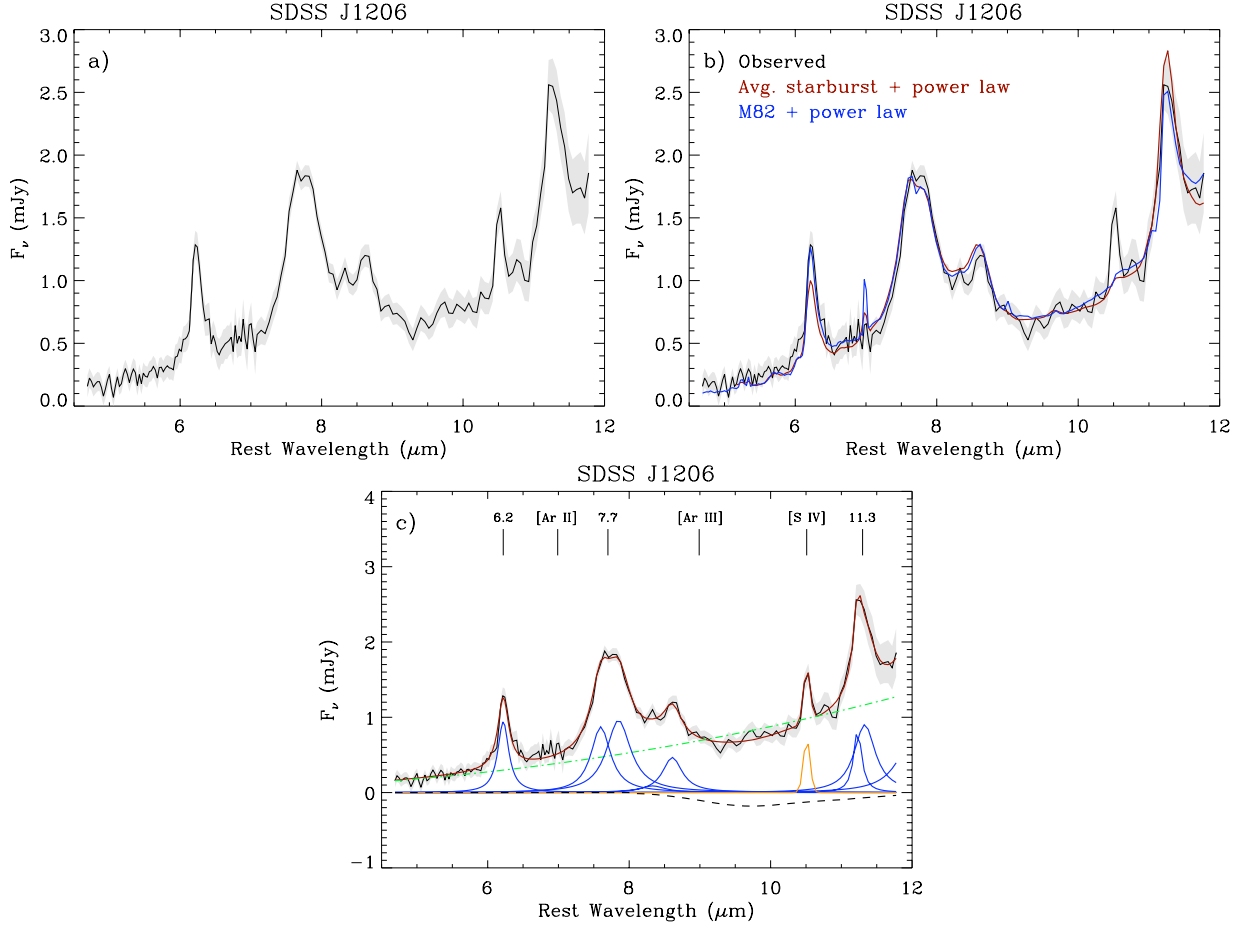 SDSS J1206
a)
3.0
2.5
2.0
1.5
1.0
0.5
0.0
Fν (mJy)
6 8 10 12
Rest Wavelength (μm)
SDSS J1206
b)
Observed
Avg. starburst + power law
M82 + power law
3.0
2.5
2.0
1.5
1.0
0.5
0.0
Fν (mJy)
6 8 10 12
Rest Wavelength (μm)
SDSS J1206
c)
6.2 [Ar II] 7.7 [Ar III] [S IV] 11.3
4
3
2
1
0
−1
Fν (mJy)
6 8 10 12
Rest Wavelength (μm)